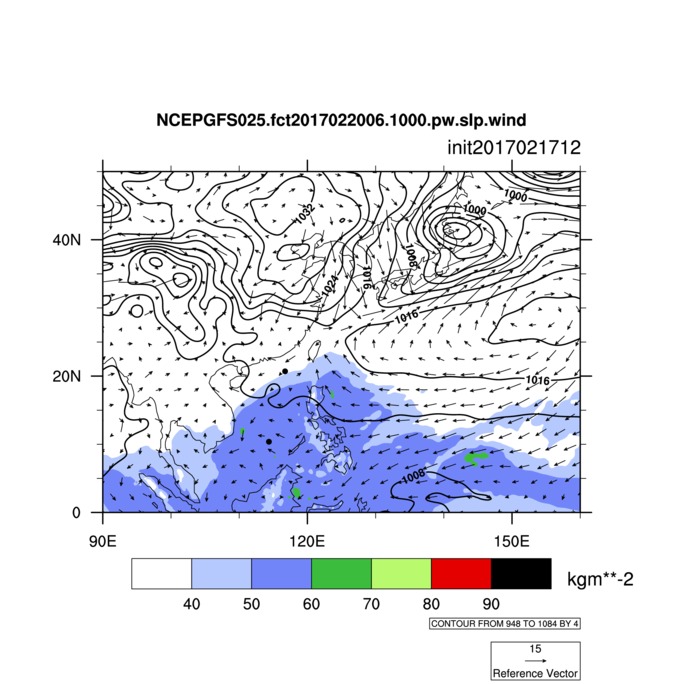 NCEPGFS025.fct2017022006.1000.pw.slp.wind
init2017021712
1000
1000
1032
40N
1008
1016
1024
1016
20N
1016
1008
0
90E 120E 150E
40 50 60 70 80 90
kgm**-2
CONTOUR FROM 948 TO 1084 BY 4
15
Reference Vector